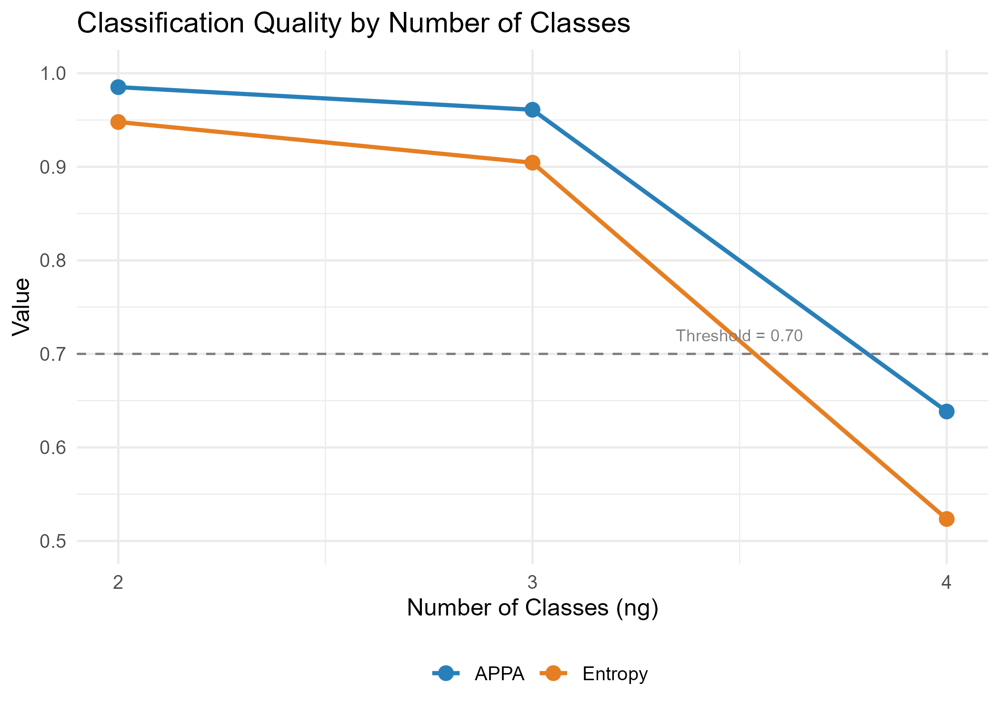 Classification Quality by Number of Classes
1.0
0.9
0.8
0.7
0.6
0.5
Value
Threshold = 0.70
2
3
4
Number of Classes (ng)
APPA
Entropy